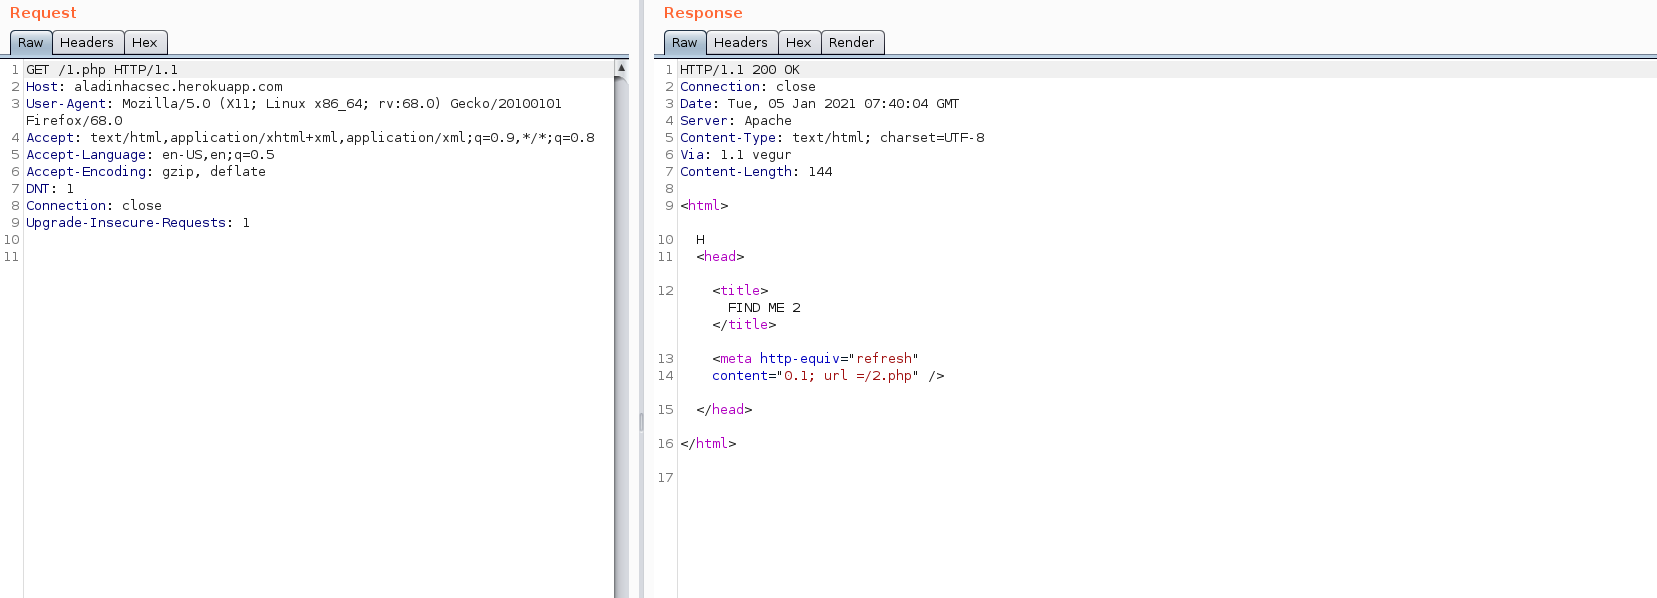 Request
Raw Headers Hex
1 GET /1.php HTTP/1.1
2 Host: aladinhacsec.herokuapp.com
3 User-Agent: Mozilla/5.0 (X11; Linux x86_64; rv:68.0) Gecko/20100101
Firefox/68.0
4 Accept: text/html,application/xhtml+xml,application/xml;q=0.9,*/*;q=0.8
5 Accept-Language: en-US,en;q=0.5
6 Accept-Encoding: gzip, deflate
7 DNT: 1
8 Connection: close
9 Upgrade-Insecure-Requests: 1
10
11
Response
Raw Headers Hex Render
1 HTTP/1.1 200 OK
2 Connection: close
3 Date: Tue, 05 Jan 2021 07:40:04 GMT
4 Server: Apache
5 Content-Type: text/html; charset=UTF-8
6 Via: 1.1 vegur
7 Content-Length: 144
8
9 <html>
10 H
11 <head>
12 <title>
FIND ME 2
</title>
13 <meta http-equiv="refresh"
14 content="0.1; url =/2.php" />
15 </head>
16 </html>
17